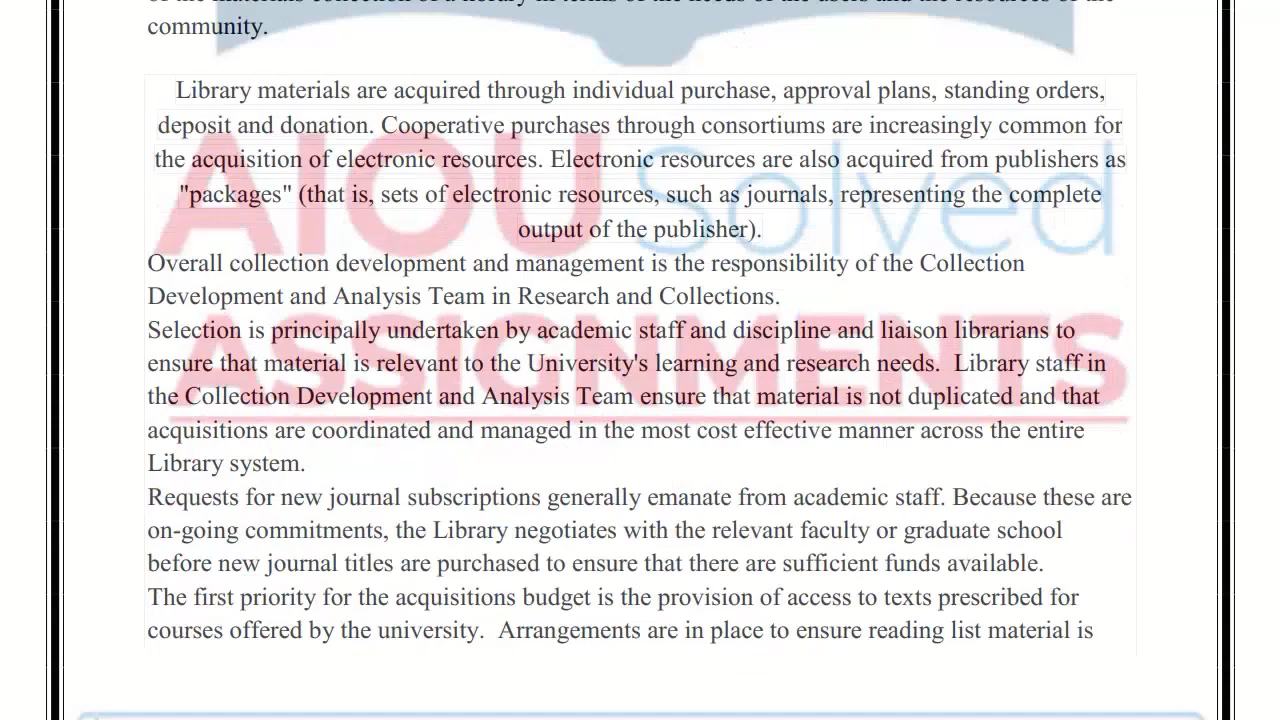 community.
Library materials are acquired through individual purchase, approval plans, standing orders,
deposit and donation. Cooperative purchases through consortiums are increasingly common for
the acquisition of electronic resources. Electronic resources are also acquired from publishers as
"packages" (that is, sets of electronic resources, such as journals, representing the complete
output of the publisher).
Overall collection development and management is the responsibility of the Collection
Development and Analysis Team in Research and Collections.
Selection is principally undertaken by academic staff and discipline and liaison librarians to
ensure that material is relevant to the University's learning and research needs.  Library staff in
the Collection Development and Analysis Team ensure that material is not duplicated and that
acquisitions are coordinated and managed in the most cost effective manner across the entire
Library system.
Requests for new journal subscriptions generally emanate from academic staff. Because these are
on-going commitments, the Library negotiates with the relevant faculty or graduate school
before new journal titles are purchased to ensure that there are sufficient funds available.
The first priority for the acquisitions budget is the provision of access to texts prescribed for
courses offered by the university.  Arrangements are in place to ensure reading list material is
AIOU Solved
ASSIGNMENTS